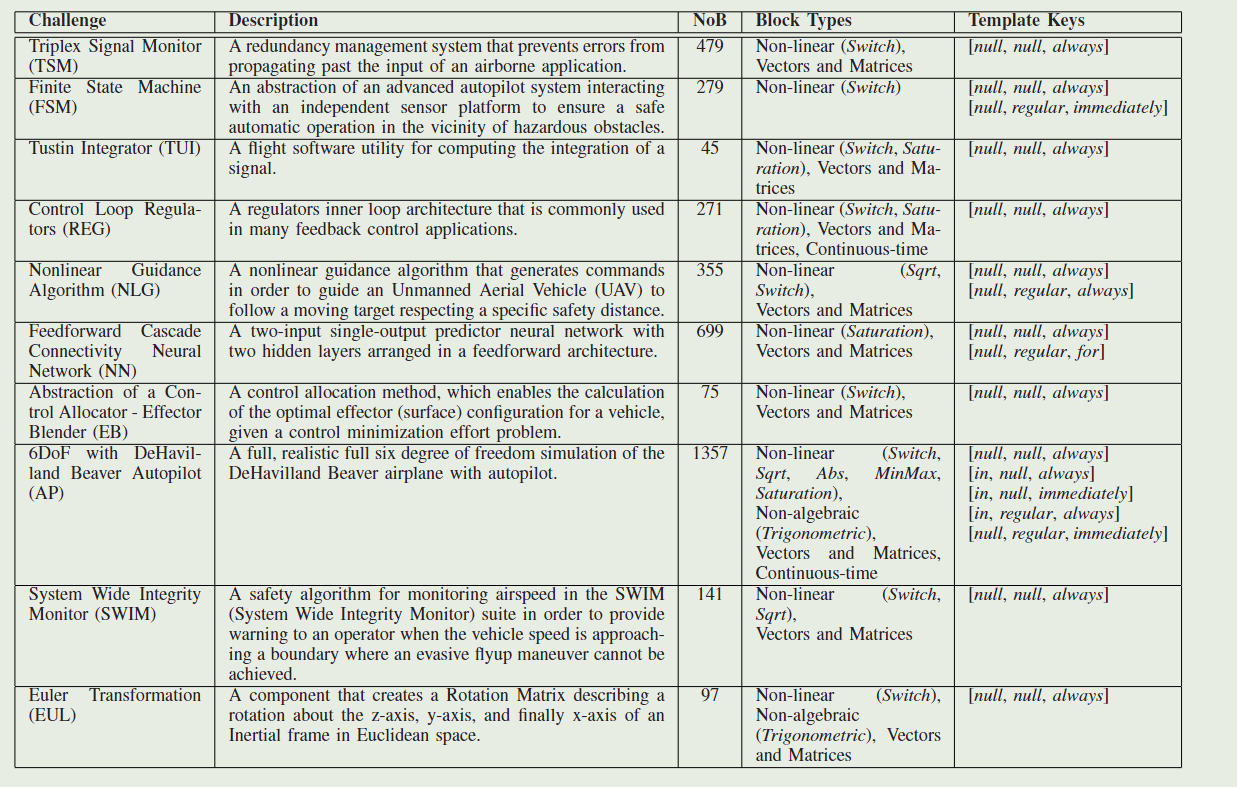 Challenge Description NoB Block Types Template Keys
Triplex Signal Monitor A redundancy management system that prevents errors from 479 Non-linear (Switch), [null, null, always]
(TSM) propagating past the input of an airborne application. Vectors and Matrices
Finite State Machine An abstraction of an advanced autopilot system interacting 279 Non-linear (Switch) [null, null, always]
(FSM) with an independent sensor platform to ensure a safe [null, regular, immediately]
automatic operation in the vicinity of hazardous obstacles.
Tustin Integrator (TUI) A flight software utility for computing the integration of a 45 Non-linear (Switch, Satu- [null, null, always]
signal. ration), Vectors and Ma-
trices
Control Loop Regula- A regulators inner loop architecture that is commonly used 271 Non-linear (Switch, Satu- [null, null, always]
tors (REG) in many feedback control applications. ration), Vectors and Ma-
trices, Continuous-time
Nonlinear Guidance A nonlinear guidance algorithm that generates commands 355 Non-linear (Sqrt, [null, null, always]
Algorithm (NLG) in order to guide an Unmanned Aerial Vehicle (UAV) to Switch), [null, regular, always]
follow a moving target respecting a specific safety distance. Vectors and Matrices
Feedforward Cascade A two-input single-output predictor neural network with 699 Non-linear (Saturation), [null, null, always]
Connectivity Neural two hidden layers arranged in a feedforward architecture. Vectors and Matrices [null, regular, for]
Network (NN)
Abstraction of a Con- A control allocation method, which enables the calculation 75 Non-linear (Switch), [null, null, always]
trol Allocator - Effector of the optimal effector (surface) configuration for a vehicle, Vectors and Matrices
Blender (EB) given a control minimization effort problem.
6DoF with DeHavil- A full, realistic full six degree of freedom simulation of the 1357 Non-linear (Switch, [null, null, always]
land Beaver Autopilot DeHavilland Beaver airplane with autopilot. Sqrt, Abs, MinMax, [in, null, always]
(AP) Saturation), [in, null, immediately]
Non-algebraic [in, regular, always]
(Trigonometric), [null, regular, immediately]
Vectors and Matrices,
Continuous-time
System Wide Integrity A safety algorithm for monitoring airspeed in the SWIM 141 Non-linear (Switch, [null, null, always]
Monitor (SWIM) (System Wide Integrity Monitor) suite in order to provide Sqrt),
warning to an operator when the vehicle speed is approach- Vectors and Matrices
ing a boundary where an evasive flyup maneuver cannot be
achieved.
Euler Transformation A component that creates a Rotation Matrix describing a 97 Non-linear (Switch), [null, null, always]
(EUL) rotation about the z-axis, y-axis, and finally x-axis of an Non-algebraic
Inertial frame in Euclidean space. (Trigonometric), Vectors
and Matrices